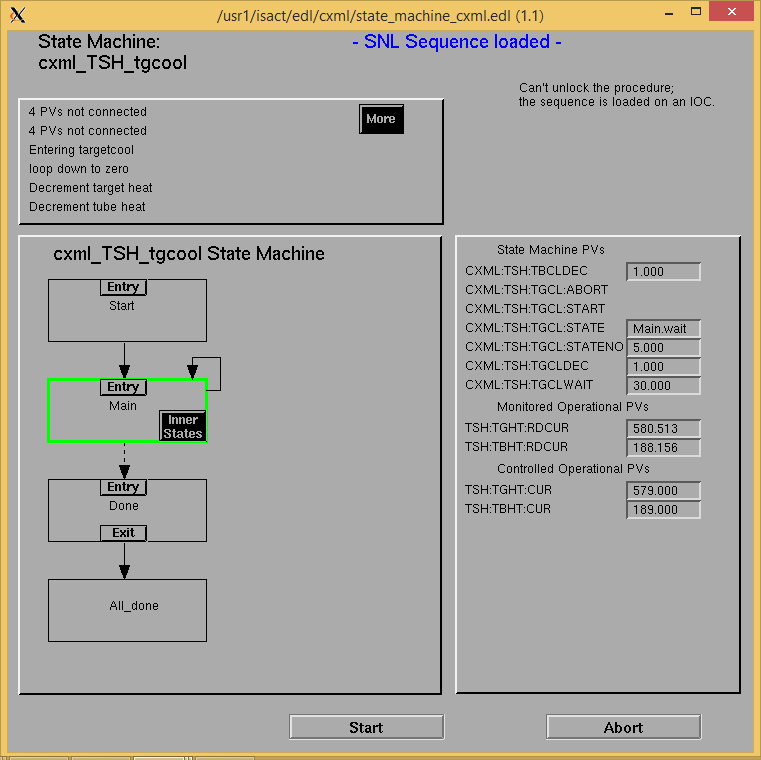 /usr1/isact/edl/cxml/state_machine_cxml.edl (1.1)
State Machine:
- SNL Sequence loaded -
cxml_TSH_tgcool
Can't unlock the procedure;
the sequence is loaded on an IOC.
4 PVs not connected
More
4 PVs not connected
Entering targetcool
loop down to zero
Decrement target heat
Decrement tube heat
cxml_TSH_tgcool State Machine
Entry
Start
Entry
Main
Inner
States
Entry
Done
Exit
All_done
State Machine PVs
CXML:TSH:TBCLDEC 1.000
CXML:TSH:TGCL:ABORT
CXML:TSH:TGCL:START
CXML:TSH:TGCL:STATE Main.wait
CXML:TSH:TGCL:STATENO 5.000
CXML:TSH:TGCLDEC 1.000
CXML:TSH:TGCLWAIT 30.000
Monitored Operational PVs
TSH:TGHT:RDCUR 580.513
TSH:TBHT:RDCUR 188.156
Controlled Operational PVs
TSH:TGHT:CUR 579.000
TSH:TBHT:CUR 189.000
Start
Abort